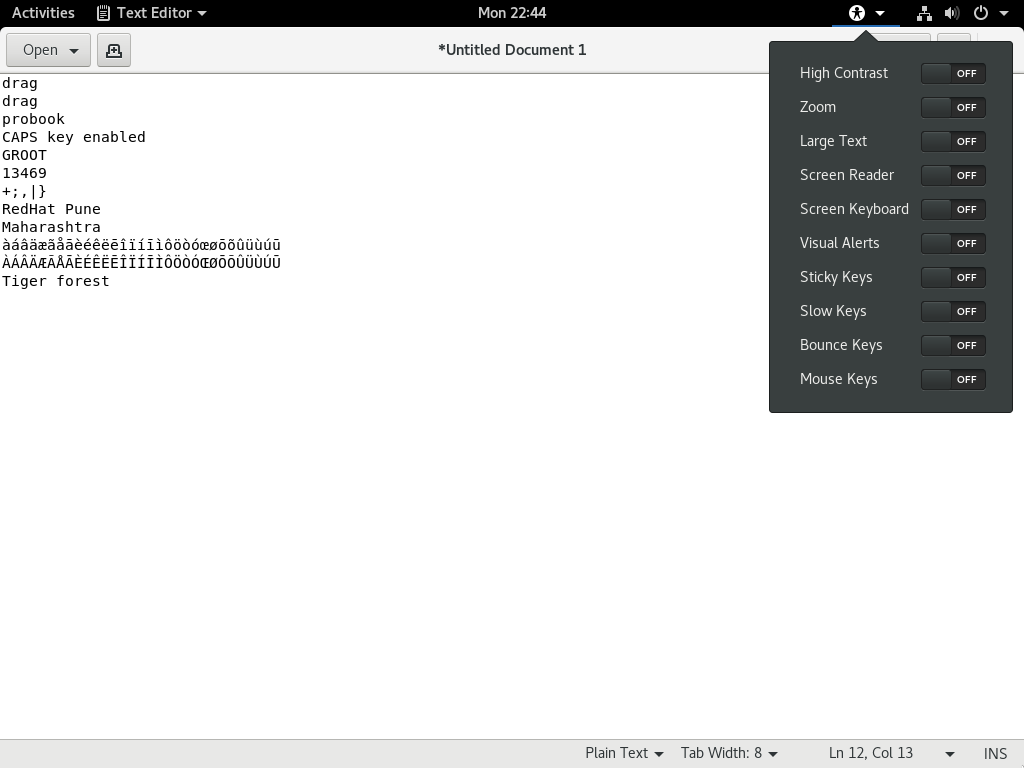 Activities Text Editor Mon 22:44
Open *Untitled Document 1
drag
drag
probook
CAPS key enabled
GROOT
13469
+;,|}
RedHat Pune
Maharashtra
àáâäæãåāèéêëēîïíīìôöòóœøōõûüùúū
ÀÁÂÄÆÃÅĀÈÉÊËĒÎÏÍĪÌÔÖÒÓŒØŌÕÛÜÙÚŪ
Tiger forest
High Contrast OFF
Zoom OFF
Large Text OFF
Screen Reader OFF
Screen Keyboard OFF
Visual Alerts OFF
Sticky Keys OFF
Slow Keys OFF
Bounce Keys OFF
Mouse Keys OFF
Plain Text Tab Width: 8 Ln 12, Col 13 INS